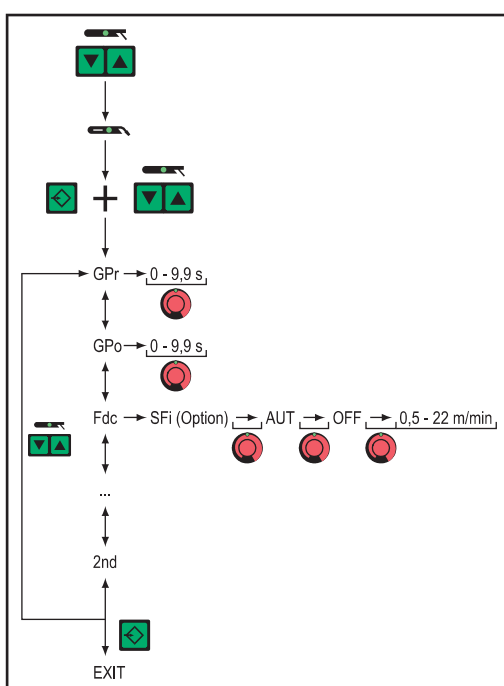 GPr 0 - 9,9 s
GPo 0 - 9,9 s
Fdc SFi (Option) AUT OFF 0,5 - 22 m/min
...
2nd
EXIT